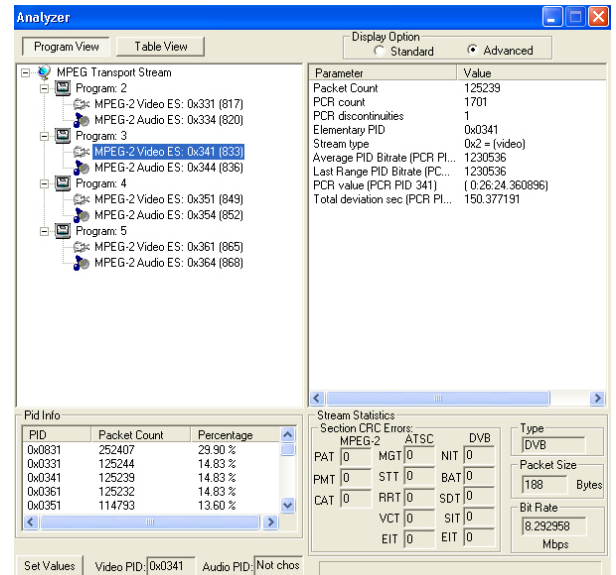 Analyzer
Program View Table View
Display Option
Standard Advanced
MPEG Transport Stream
Program: 2
MPEG-2 Video ES: 0x331 (817)
MPEG-2 Audio ES: 0x334 (820)
Program: 3
MPEG-2 Video ES: 0x341 (833)
MPEG-2 Audio ES: 0x344 (836)
Program: 4
MPEG-2 Video ES: 0x351 (849)
MPEG-2 Audio ES: 0x354 (852)
Program: 5
MPEG-2 Video ES: 0x361 (865)
MPEG-2 Audio ES: 0x364 (868)
Parameter Value
Packet Count 125239
PCR count 1701
PCR discontinuities 1
Elementary PID 0x0341
Stream type 0x2 = (video)
Average PID Bitrate (PCR PI... 1230536
Last Range PID Bitrate (PC... 1230536
PCR value (PCR PID 341) ( 0:26:24.360896)
Total deviation sec (PCR PI... 150.377191
Pid Info
PID Packet Count Percentage
0x0831 252407 29.90 %
0x0331 125244 14.83 %
0x0341 125239 14.83 %
0x0361 125232 14.83 %
0x0351 114793 13.60 %
Stream Statistics
Section CRC Errors:
MPEG-2 ATSC DVB
PAT 0 MGT 0 NIT 0
PMT 0 STT 0 BAT 0
CAT 0 RRT 0 SDT 0
VCT 0 SIT 0
EIT 0 EIT 0
Type
DVB
Packet Size
188 Bytes
Bit Rate
8.292958
Mbps
Set Values Video PID: 0x0341 Audio PID: Not chos